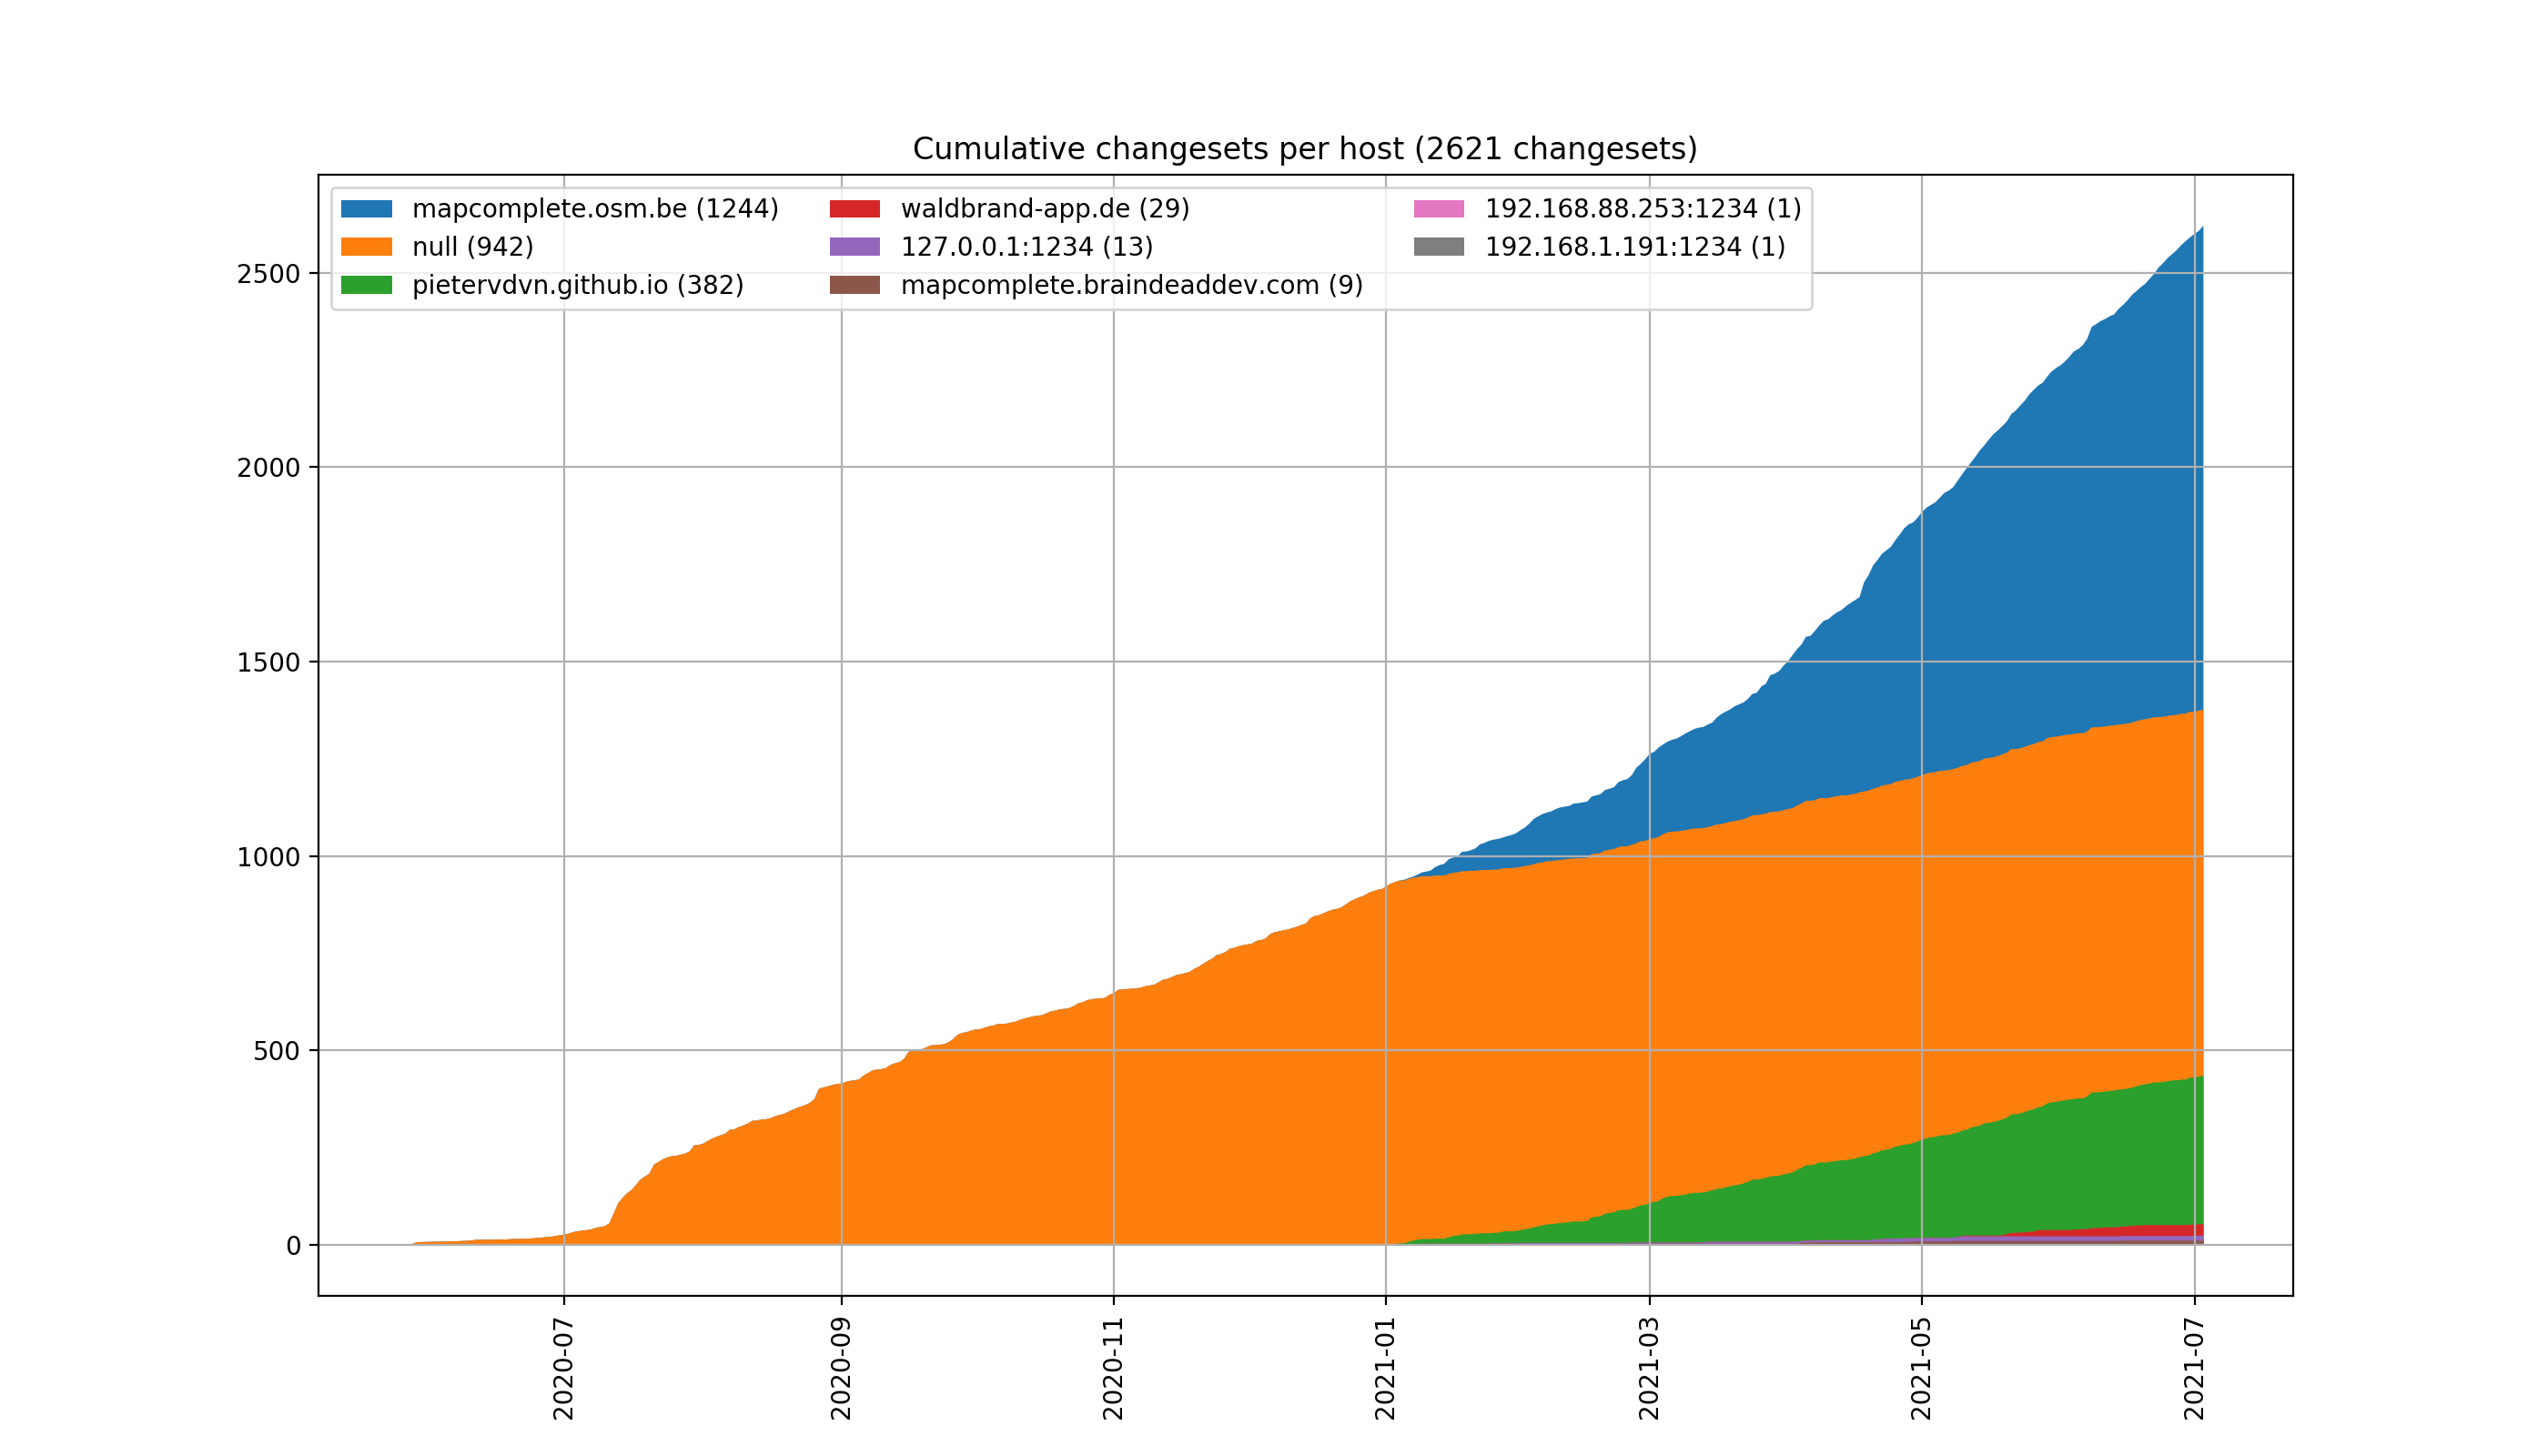 Cumulative changesets per host (2621 changesets)
mapcomplete.osm.be (1244)
null (942)
pietervdvn.github.io (382)
waldbrand-app.de (29)
127.0.0.1:1234 (13)
mapcomplete.braindeaddev.com (9)
192.168.88.253:1234 (1)
192.168.1.191:1234 (1)
2500
2000
1500
1000
500
0
2020-07
2020-09
2020-11
2021-01
2021-03
2021-05
2021-07